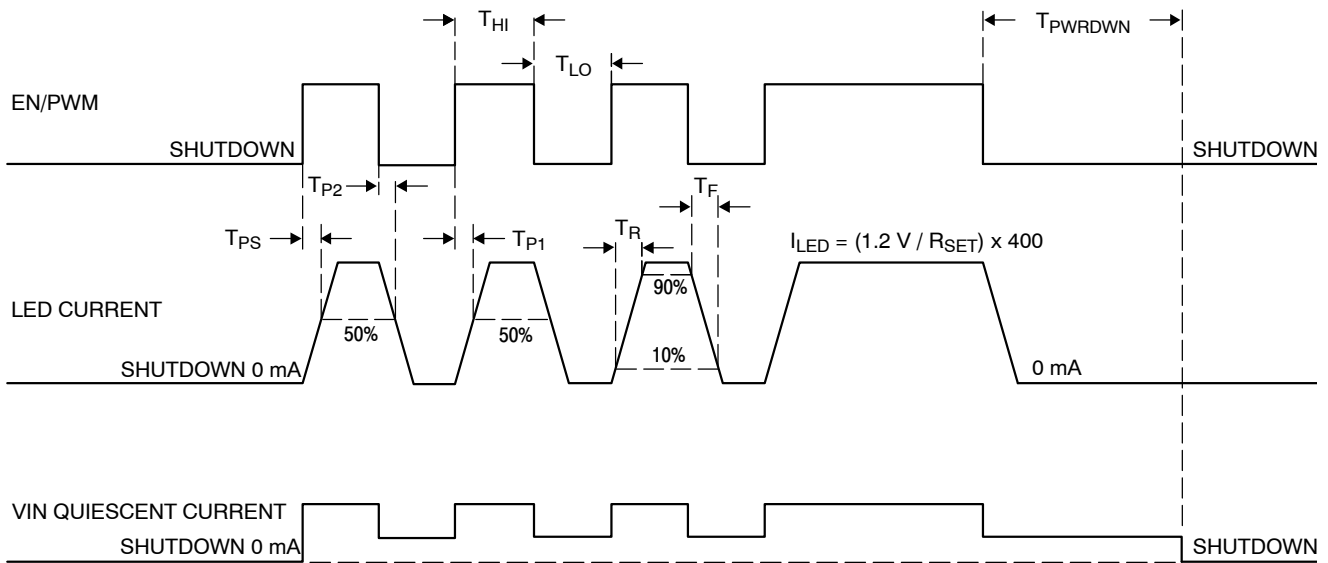 T_HI
T_PWRDWN
T_LO
EN/PWM
SHUTDOWN
SHUTDOWN
T_P2
T_F
T_PS
T_P1
T_R
I_LED = (1.2 V / R_SET) x 400
90%
LED CURRENT
50%
50%
10%
SHUTDOWN 0 mA
0 mA
VIN QUIESCENT CURRENT
SHUTDOWN 0 mA
SHUTDOWN